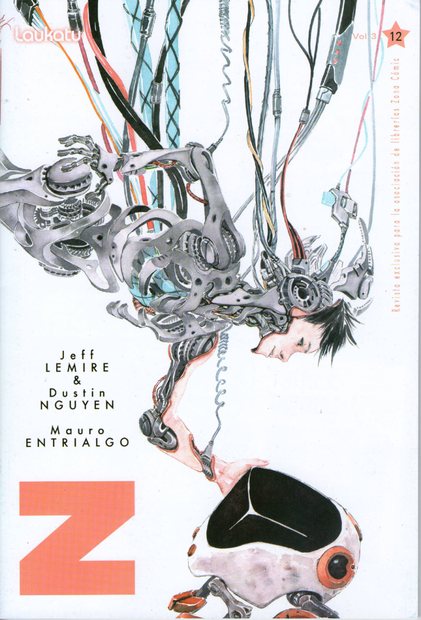 Laukatu
Vol. 3
12
Revista exclusiva para la asociación de librerías Zona Cómic
Jeff
LEMIRE
&
Dustin
NGUYEN
Mauro
ENTRIALGO
Z